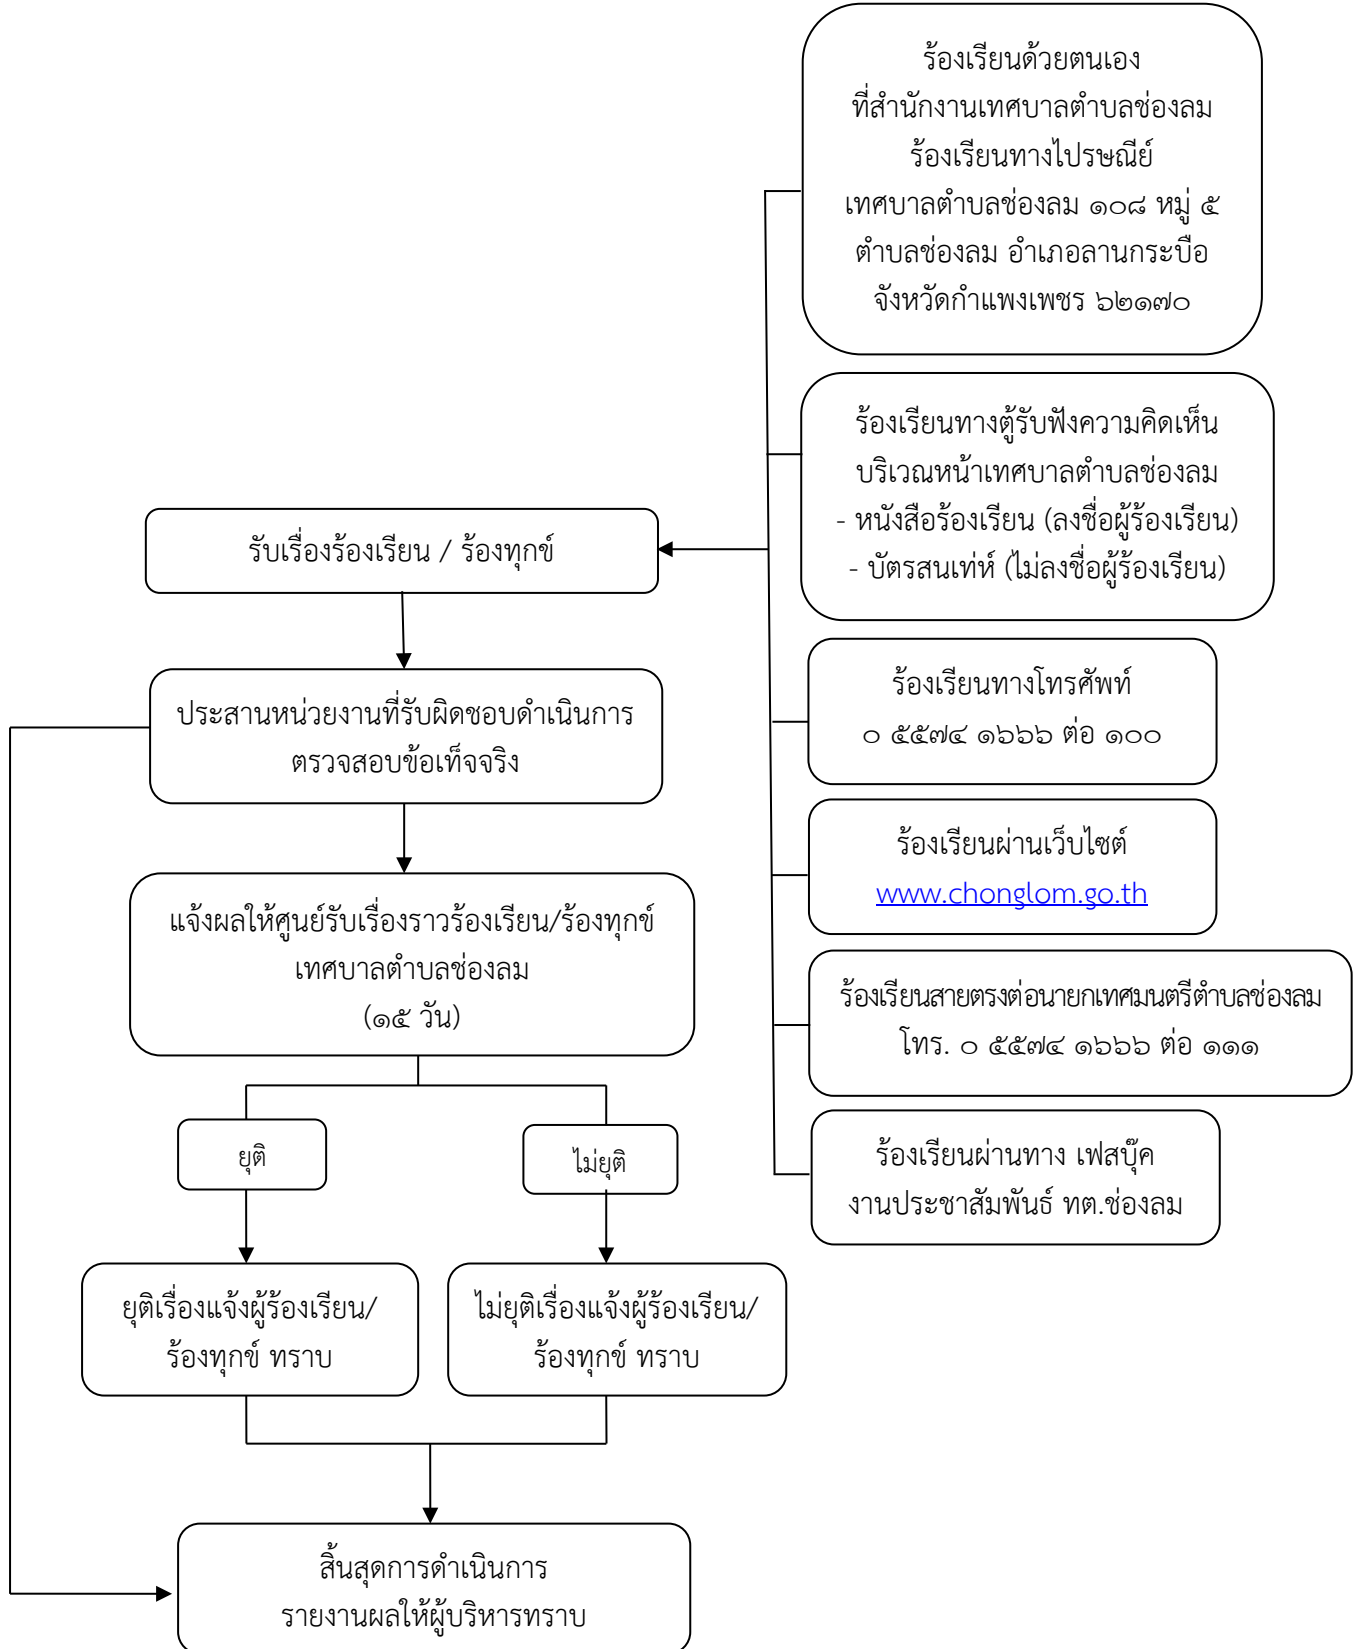 ร้องเรียนด้วยตนเอง
ที่สำนักงานเทศบาลตำบลช่องลม
ร้องเรียนทางไปรษณีย์
เทศบาลตำบลช่องลม ๑๐๘ หมู่ ๕
ตำบลช่องลม อำเภอลานกระบือ
จังหวัดกำแพงเพชร ๖๒๑๗๐
ร้องเรียนทางตู้รับฟังความคิดเห็น
บริเวณหน้าเทศบาลตำบลช่องลม
- หนังสือร้องเรียน (ลงชื่อผู้ร้องเรียน)
- บัตรสนเท่ห์ (ไม่ลงชื่อผู้ร้องเรียน)
ร้องเรียนทางโทรศัพท์
๐ ๕๕๗๔ ๑๖๖๖ ต่อ ๑๐๐
ร้องเรียนผ่านเว็บไซต์
www.chonglom.go.th
ร้องเรียนสายตรงต่อนายกเทศมนตรีตำบลช่องลม
โทร. ๐ ๕๕๗๔ ๑๖๖๖ ต่อ ๑๑๑
ร้องเรียนผ่านทาง เฟสบุ๊ค
งานประชาสัมพันธ์ ทต.ช่องลม
รับเรื่องร้องเรียน / ร้องทุกข์
ประสานหน่วยงานที่รับผิดชอบดำเนินการ
ตรวจสอบข้อเท็จจริง
แจ้งผลให้ศูนย์รับเรื่องราวร้องเรียน/ร้องทุกข์
เทศบาลตำบลช่องลม
(๑๕ วัน)
ยุติ
ไม่ยุติ
ยุติเรื่องแจ้งผู้ร้องเรียน/
ร้องทุกข์ ทราบ
ไม่ยุติเรื่องแจ้งผู้ร้องเรียน/
ร้องทุกข์ ทราบ
สิ้นสุดการดำเนินการ
รายงานผลให้ผู้บริหารทราบ